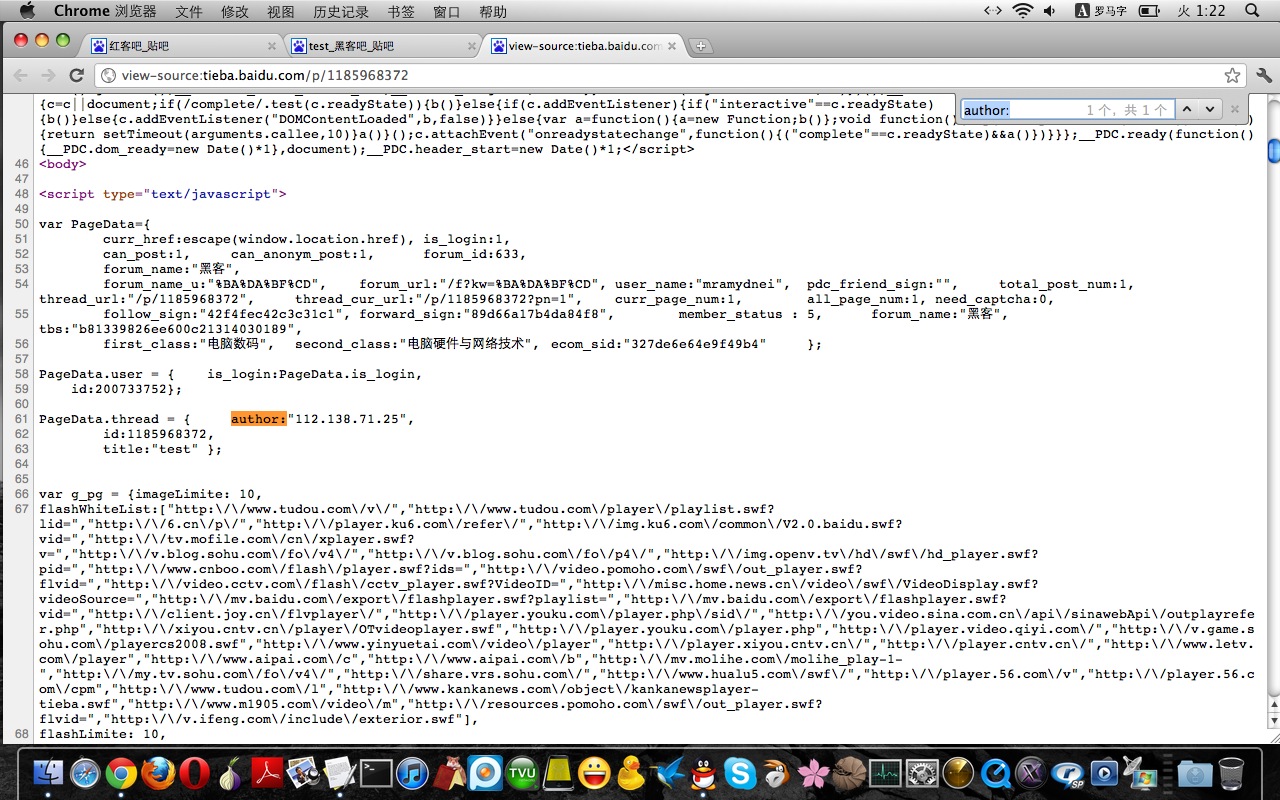 Chrome 浏览器 文件 修改 视图 历史记录 书签 窗口 帮助 A 罗马字 火 1:22
红客吧_贴吧 test_黑客吧_贴吧 view-source:tieba.baidu.com
view-source:tieba.baidu.com/p/1185968372
author: 1 个，共 1 个
{c=c||document;if(/complete/.test(c.readyState)){b()}else{if(c.addEventListener){if("interactive"==c.readyState)
{b()}else{c.addEventListener("DOMContentLoaded",b,false)}}else{var a=function(){a=new Function;b()};void function()
{return setTimeout(arguments.callee,10)}a()}();c.attachEvent("onreadystatechange",function(){("complete"==c.readyState)&&a()})}}};__PDC.ready(function()
{__PDC.dom_ready=new Date()*1},document);__PDC.header_start=new Date()*1;</script>
46 <body>
47
48 <script type="text/javascript">
49
50 var PageData={
51 curr_href:escape(window.location.href), is_login:1,
52 can_post:1, can_anonym_post:1, forum_id:633,
53 forum_name:"黑客",
54 forum_name_u:"%BA%DA%BF%CD", forum_url:"/f?kw=%BA%DA%BF%CD", user_name:"mramydnei", pdc_friend_sign:"", total_post_num:1,
thread_url:"/p/1185968372", thread_cur_url:"/p/1185968372?pn=1", curr_page_num:1, all_page_num:1, need_captcha:0,
55 follow_sign:"42f4fec42c3c31c1", forward_sign:"89d66a17b4da84f8", member_status : 5, forum_name:"黑客",
tbs:"b81339826ee600c21314030189",
56 first_class:"电脑数码", second_class:"电脑硬件与网络技术", ecom_sid:"327de6e64e9f49b4" };
57
58 PageData.user = { is_login:PageData.is_login,
59 id:200733752};
60
61 PageData.thread = { author:"112.138.71.25",
62 id:1185968372,
63 title:"test" };
64
65
66 var g_pg = {imageLimite: 10,
67 flashWhiteList:["http:\/\/www.tudou.com\/v\/","http:\/\/www.tudou.com\/player\/playlist.swf?
lid=","http:\/\/6.cn\/p\/","http:\/\/player.ku6.com\/refer\/","http:\/\/img.ku6.com\/common\/V2.0.baidu.swf?
vid=","http:\/\/tv.mofile.com\/cn\/xplayer.swf?
v=","http:\/\/v.blog.sohu.com\/fo\/v4\/","http:\/\/v.blog.sohu.com\/fo\/p4\/","http:\/\/img.openv.tv\/hd\/swf\/hd_player.swf?
pid=","http:\/\/www.cnboo.com\/flash\/player.swf?ids=","http:\/\/video.pomoho.com\/swf\/out_player.swf?
flvid=","http:\/\/video.cctv.com\/flash\/cctv_player.swf?VideoID=","http:\/\/misc.home.news.cn\/video\/swf\/VideoDisplay.swf?
videoSource=","http:\/\/mv.baidu.com\/export\/flashplayer.swf?playlist=","http:\/\/mv.baidu.com\/export\/flashplayer.swf?
vid=","http:\/\/client.joy.cn\/flvplayer\/","http:\/\/player.youku.com\/player.php\/sid\/","http:\/\/you.video.sina.com.cn\/api\/sinawebApi\/outplayrefe
r.php","http:\/\/xiyou.cntv.cn\/player\/OTvideoplayer.swf","http:\/\/player.youku.com\/player.php","http:\/\/player.video.qiyi.com\/","http:\/\/v.game.s
ohu.com\/playercs2008.swf","http:\/\/www.yinyuetai.com\/video\/player","http:\/\/player.xiyou.cntv.cn\/","http:\/\/player.cntv.cn\/","http:\/\/www.letv.
com\/player","http:\/\/www.aipai.com\/c","http:\/\/www.aipai.com\/b","http:\/\/mv.molihe.com\/molihe_play-1-
","http:\/\/my.tv.sohu.com\/fo\/v4\/","http:\/\/share.vrs.sohu.com\/","http:\/\/www.hualu5.com\/swf\/","http:\/\/player.56.com\/v","http:\/\/player.56.c
om\/cpm","http:\/\/www.tudou.com\/l","http:\/\/www.kankanews.com\/object\/kankanewsplayer-
tieba.swf","http:\/\/www.m1905.com\/video\/m","http:\/\/resources.pomoho.com\/swf\/out_player.swf?
flvid=","http:\/\/v.ifeng.com\/include\/exterior.swf"],
68 flashLimite: 10,
TVU SP